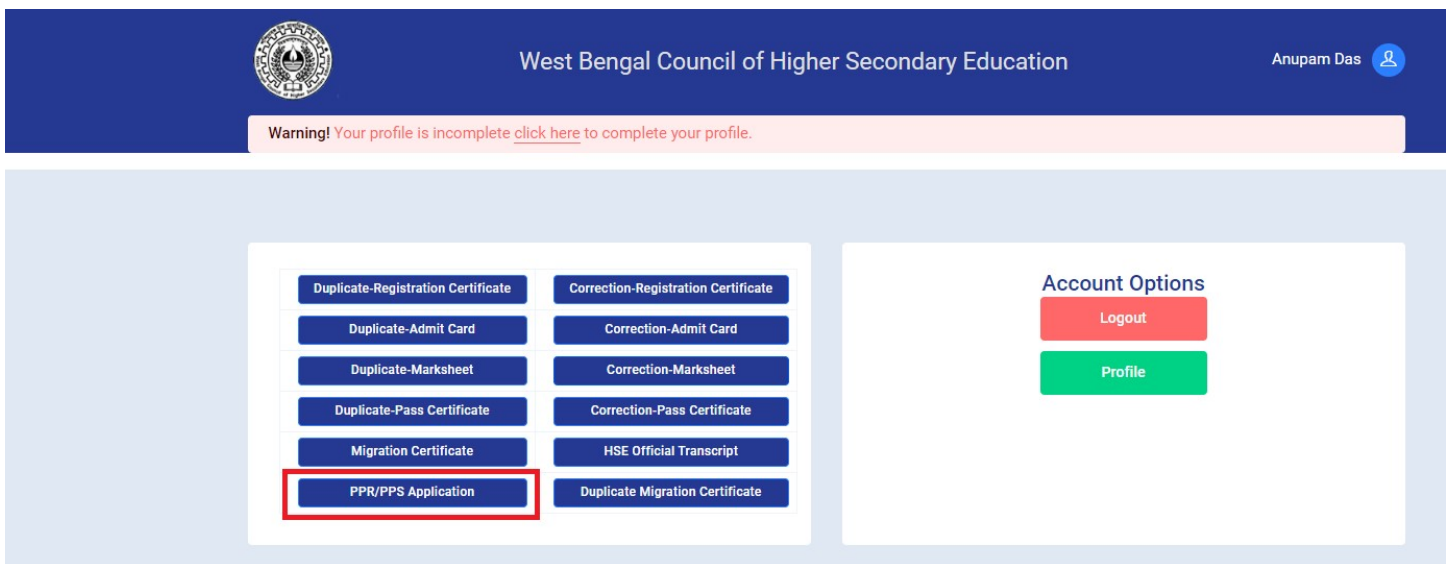 West Bengal Council of Higher Secondary Education
Anupam Das
Warning! Your profile is incomplete click here to complete your profile.
Duplicate-Registration Certificate
Correction-Registration Certificate
Duplicate-Admit Card
Correction-Admit Card
Duplicate-Marksheet
Correction-Marksheet
Duplicate-Pass Certificate
Correction-Pass Certificate
Migration Certificate
HSE Official Transcript
PPR/PPS Application
Duplicate Migration Certificate
Account Options
Logout
Profile